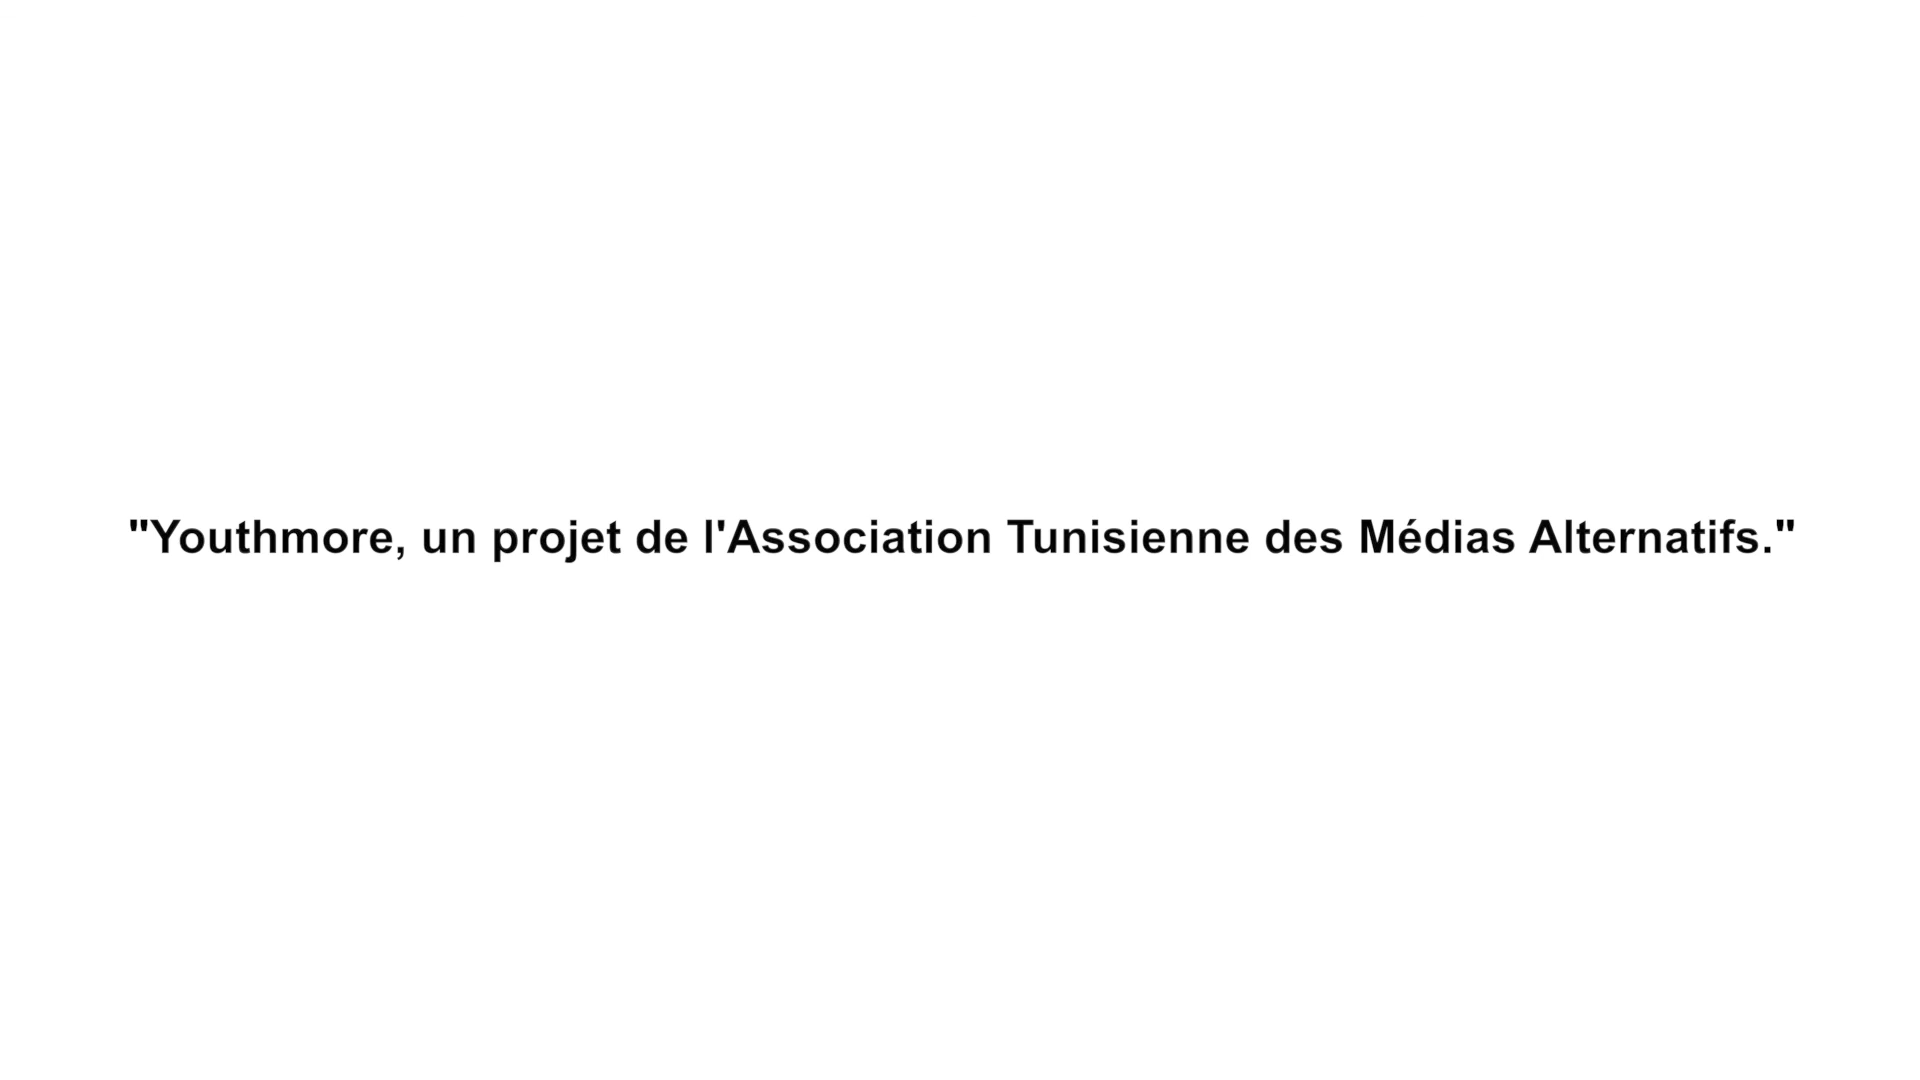 "Youthmore, un projet de l'Association Tunisienne des Médias Alternatifs."